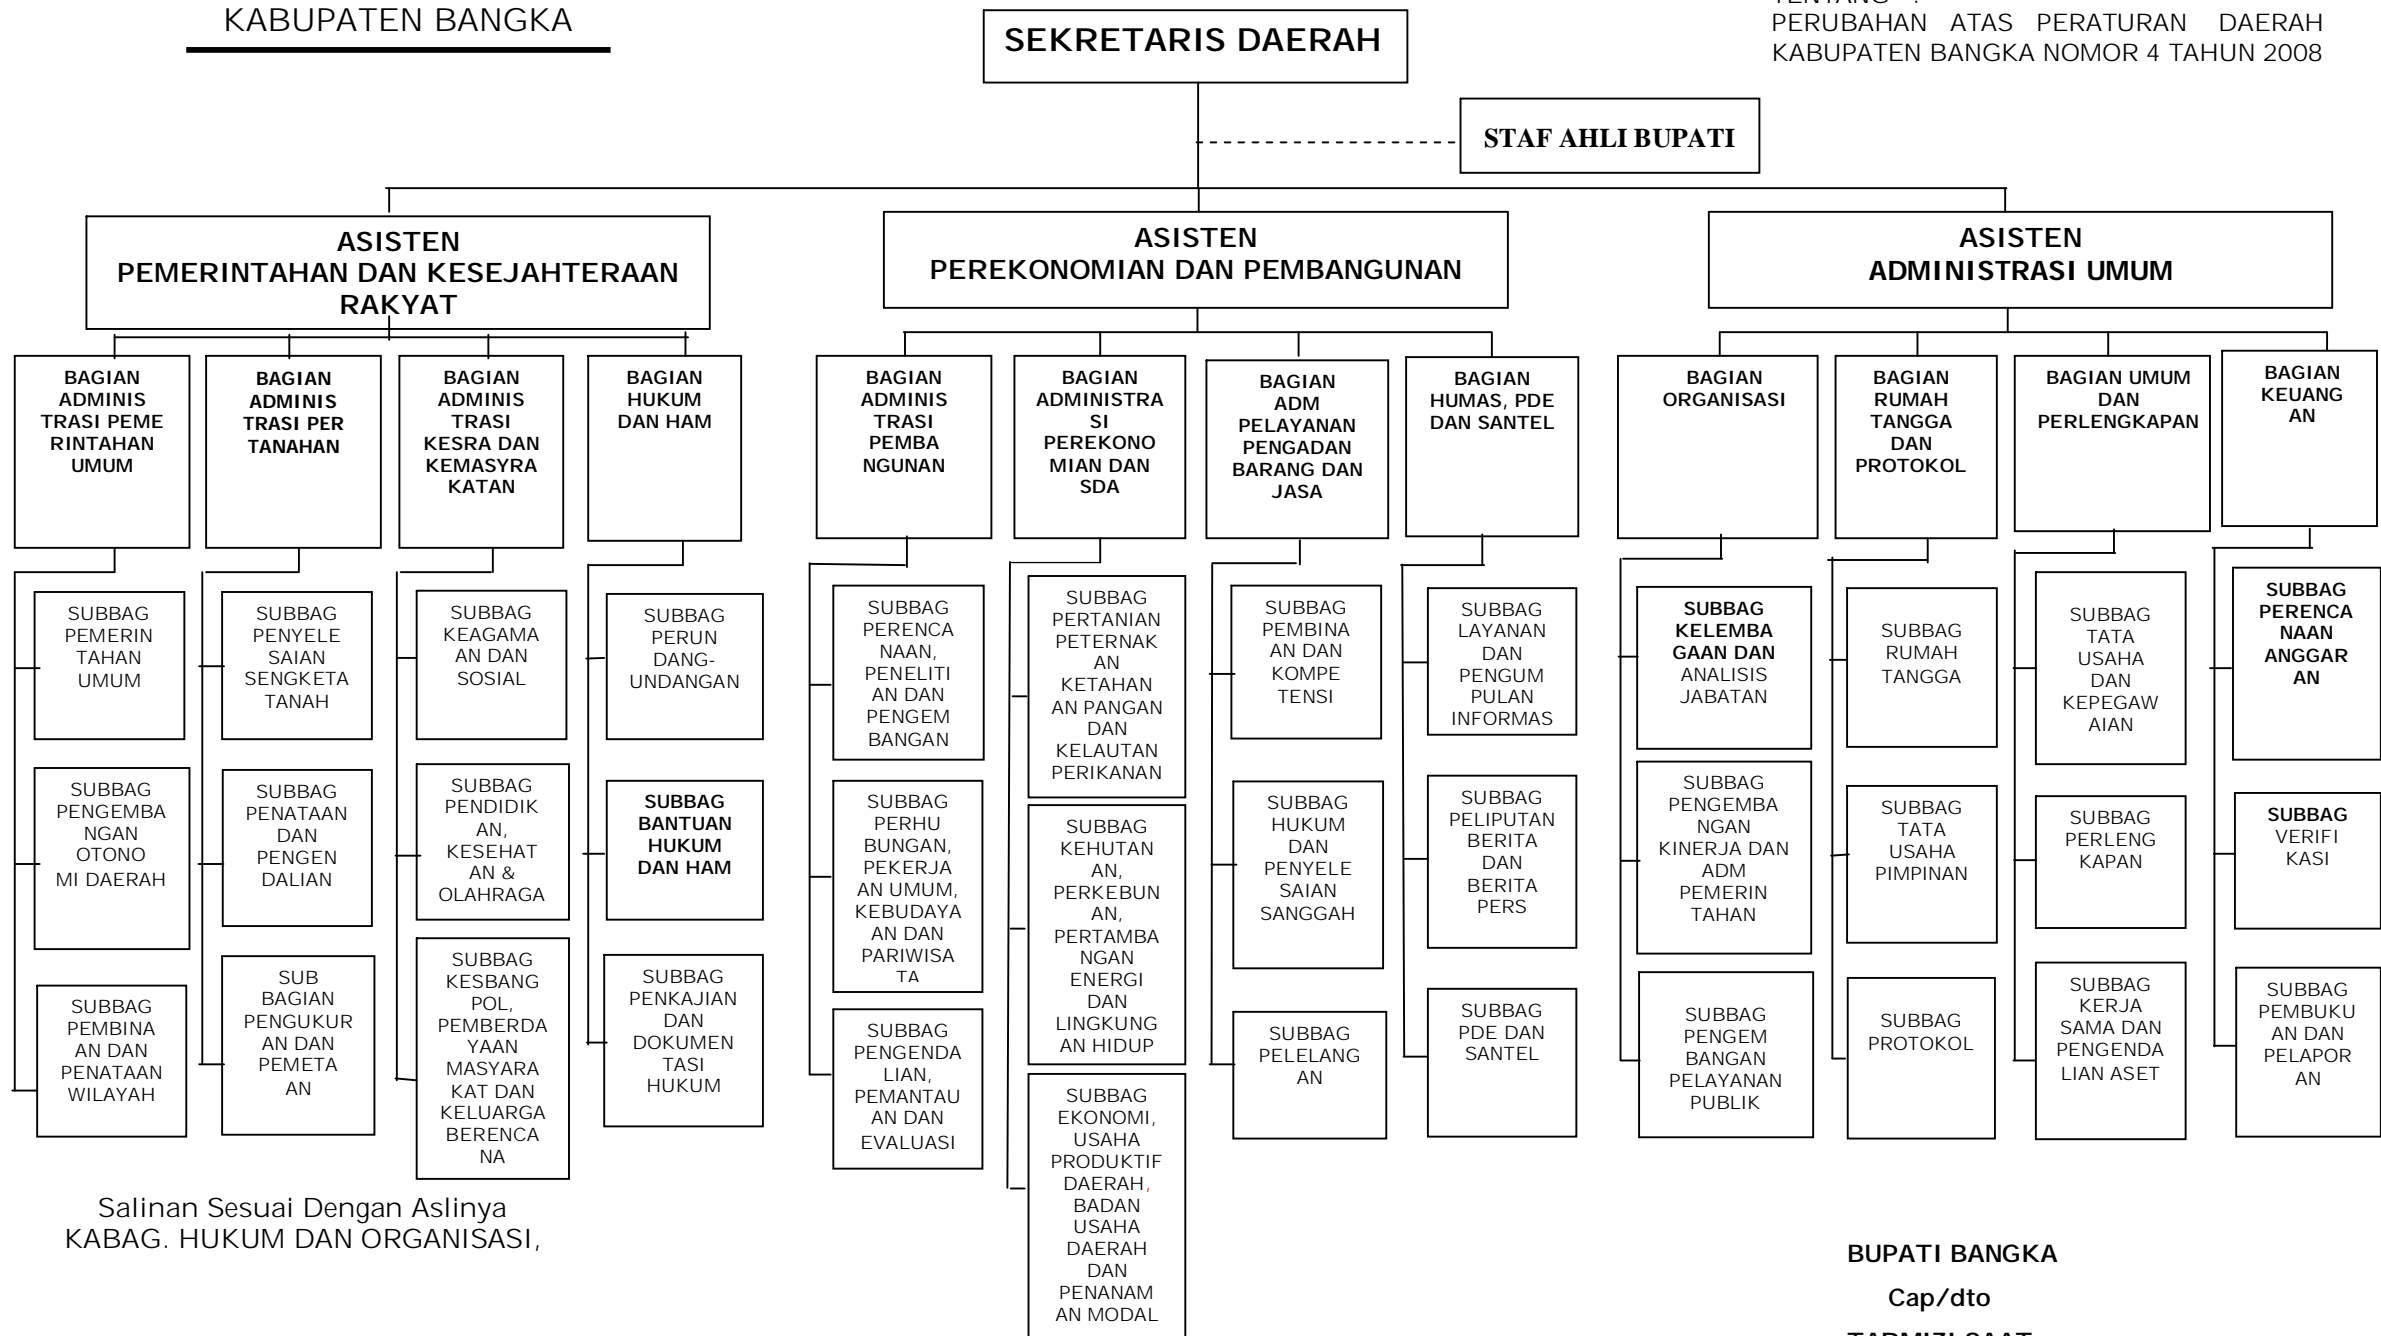 KABUPATEN BANGKA
SEKRETARIS DAERAH
PERUBAHAN ATAS PERATURAN DAERAH
KABUPATEN BANGKA NOMOR 4 TAHUN 2008
STAF AHLI BUPATI
ASISTEN
PEMERINTAHAN DAN KESEJAHTERAAN
RAKYAT
ASISTEN
PEREKONOMIAN DAN PEMBANGUNAN
ASISTEN
ADMINISTRASI UMUM
BAGIAN
ADMINIS
TRASI PEME
RINTAHAN
UMUM
BAGIAN
ADMINIS
TRASI PER
TANAHAN
BAGIAN
ADMINIS
TRASI
KESRA DAN
KEMASYRA
KATAN
BAGIAN
HUKUM
DAN HAM
BAGIAN
ADMINIS
TRASI
PEMBA
NGUNAN
BAGIAN
ADMINISTRA
SI
PEREKONO
MIAN DAN
SDA
BAGIAN
ADM
PELAYANAN
PENGADAN
BARANG DAN
JASA
BAGIAN
HUMAS, PDE
DAN SANTEL
BAGIAN
ORGANISASI
BAGIAN
RUMAH
TANGGA
DAN
PROTOKOL
BAGIAN UMUM
DAN
PERLENGKAPAN
BAGIAN
KEUANG
AN
SUBBAG
PEMERIN
TAHAN
UMUM
SUBBAG
PENYELE
SAIAN
SENGKETA
TANAH
SUBBAG
KEAGAMA
AN DAN
SOSIAL
SUBBAG
PERUN
DANG-
UNDANGAN
SUBBAG
PERENCA
NAAN,
PENELITI
AN DAN
PENGEM
BANGAN
SUBBAG
PERTANIAN
PETERNAK
AN
KETAHAN
AN PANGAN
DAN
KELAUTAN
PERIKANAN
SUBBAG
PEMBINA
AN DAN
KOMPE
TENSI
SUBBAG
LAYANAN
DAN
PENGUM
PULAN
INFORMAS
SUBBAG
KELEMBA
GAAN DAN
ANALISIS
JABATAN
SUBBAG
RUMAH
TANGGA
SUBBAG
TATA
USAHA
DAN
KEPEGAW
AIAN
SUBBAG
PERENCA
NAAN
ANGGAR
AN
SUBBAG
PENGEMBA
NGAN
OTONO
MI DAERAH
SUBBAG
PENATAAN
DAN
PENGEN
DALIAN
SUBBAG
PENDIDIK
AN,
KESEHAT
AN &
OLAHRAGA
SUBBAG
BANTUAN
HUKUM
DAN HAM
SUBBAG
PERHU
BUNGAN,
PEKERJA
AN UMUM,
KEBUDAYA
AN DAN
PARIWISA
TA
SUBBAG
KEHUTAN
AN,
PERKEBUN
AN,
PERTAMBA
NGAN
ENERGI
DAN
LINGKUNG
AN HIDUP
SUBBAG
HUKUM
DAN
PENYELE
SAIAN
SANGGAH
SUBBAG
PELIPUTAN
BERITA
DAN
BERITA
PERS
SUBBAG
PENGEMBA
NGAN
KINERJA DAN
ADM
PEMERIN
TAHAN
SUBBAG
TATA
USAHA
PIMPINAN
SUBBAG
PERLENG
KAPAN
SUBBAG
VERIFI
KASI
SUBBAG
PEMBINA
AN DAN
PENATAAN
WILAYAH
SUB
BAGIAN
PENGUKUR
AN DAN
PEMETA
AN
SUBBAG
KESBANG
POL,
PEMBERDA
YAAN
MASYARA
KAT DAN
KELUARGA
BERENCA
NA
SUBBAG
PENKAJIAN
DAN
DOKUMEN
TASI
HUKUM
SUBBAG
PENGENDA
LIAN,
PEMANTAU
AN DAN
EVALUASI
SUBBAG
EKONOMI,
USAHA
PRODUKTIF
DAERAH,
BADAN
USAHA
DAERAH
DAN
PENANAM
AN MODAL
SUBBAG
PELELANG
AN
SUBBAG
PDE DAN
SANTEL
SUBBAG
PENGEM
BANGAN
PELAYANAN
PUBLIK
SUBBAG
PROTOKOL
SUBBAG
KERJA
SAMA DAN
PENGENDA
LIAN ASET
SUBBAG
PEMBUKU
AN DAN
PELAPOR
AN
Salinan Sesuai Dengan Aslinya
KABAG. HUKUM DAN ORGANISASI,
BUPATI BANGKA
Cap/dto